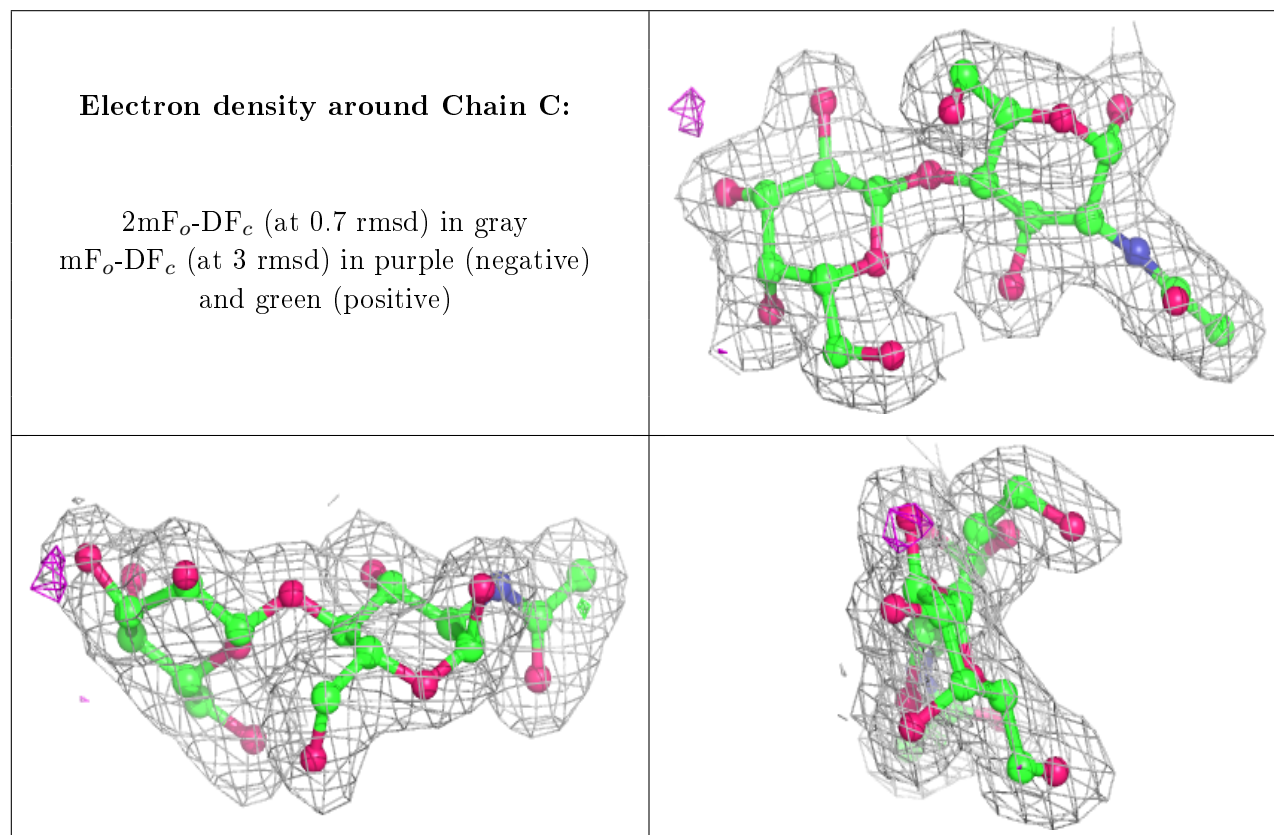 Electron density around Chain C:
2mFₒ-DF𝒸 (at 0.7 rmsd) in gray
mFₒ-DF𝒸 (at 3 rmsd) in purple (negative)
and green (positive)